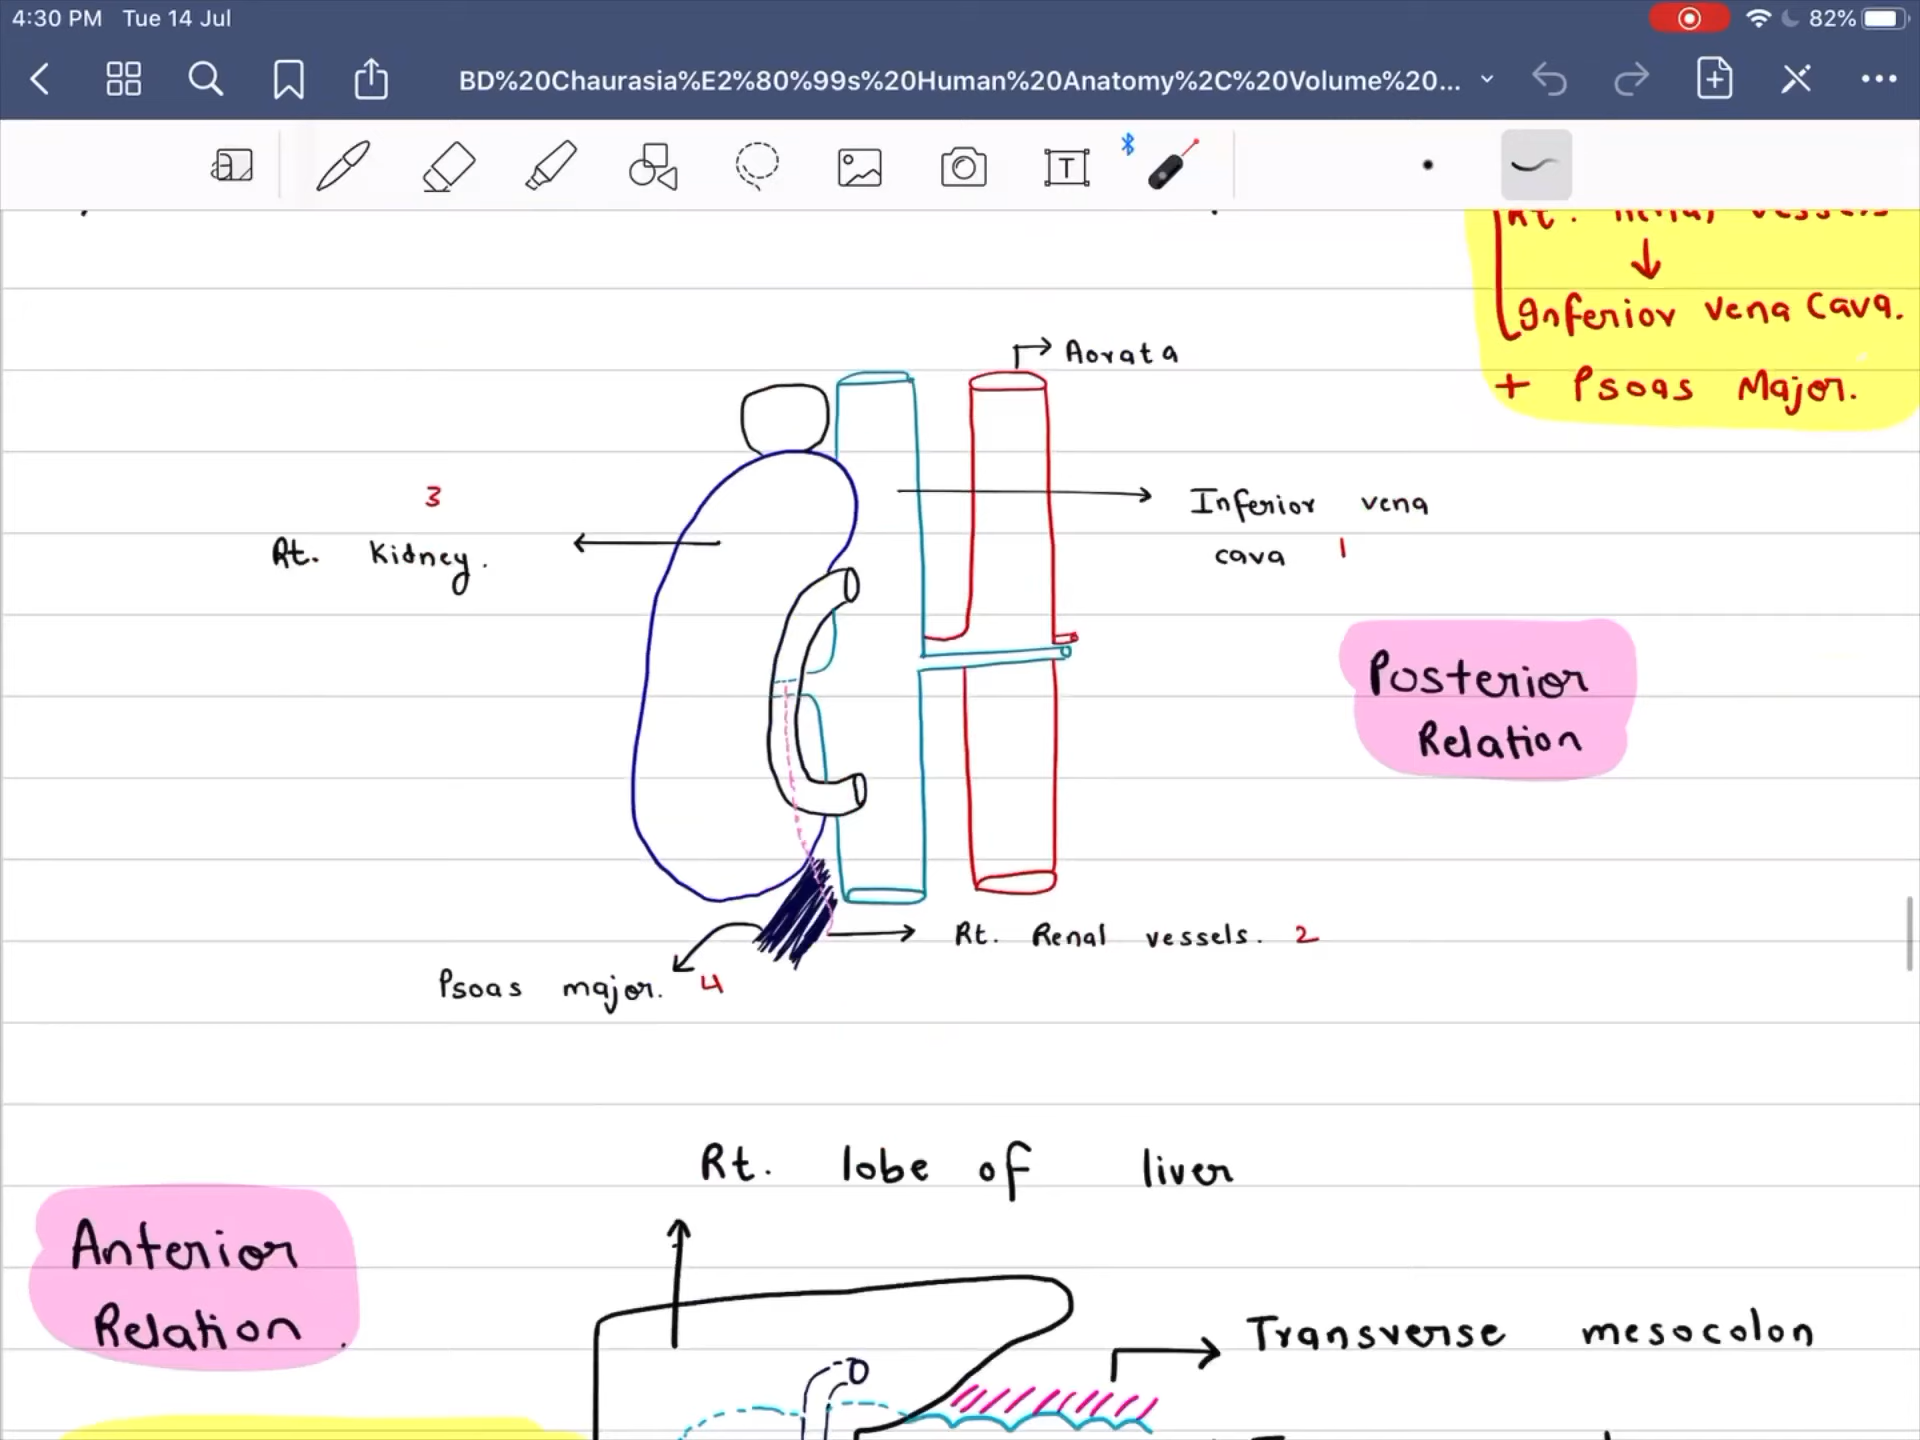 4:30 PM Tue 14 Jul
82%
BD%20Chaurasia%E2%80%99s%20Human%20Anatomy%2C%20Volume%20...
T
Inferior vena cava.
+ Psoas Major.
Aorata
3
Rt. Kidney.
Inferior vena
cava 1
Posterior
Relation
Rt. Renal vessels. 2
Psoas major. 4
Rt. lobe of liver
Anterior
Relation.
Transverse mesocolon